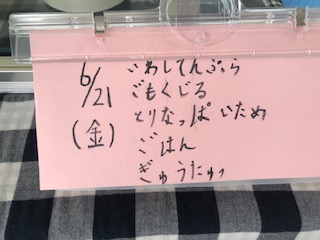 6/21
(金)
いわしてんぷら
ごもくじる
とりなっぱいため
ごはん
ぎゅうにゅう